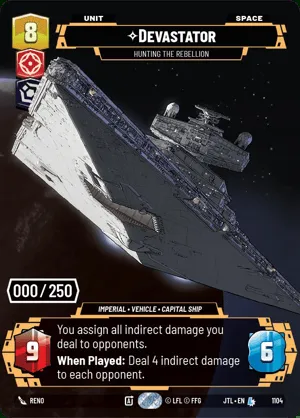 UNIT
SPACE
8
DEVASTATOR
HUNTING THE REBELLION
000/250
IMPERIAL • VEHICLE • CAPITAL SHIP
9
You assign all indirect damage you
deal to opponents.
When Played: Deal 4 indirect damage
to each opponent.
6
RENO
© LFL © FFG
JTL • EN
1104